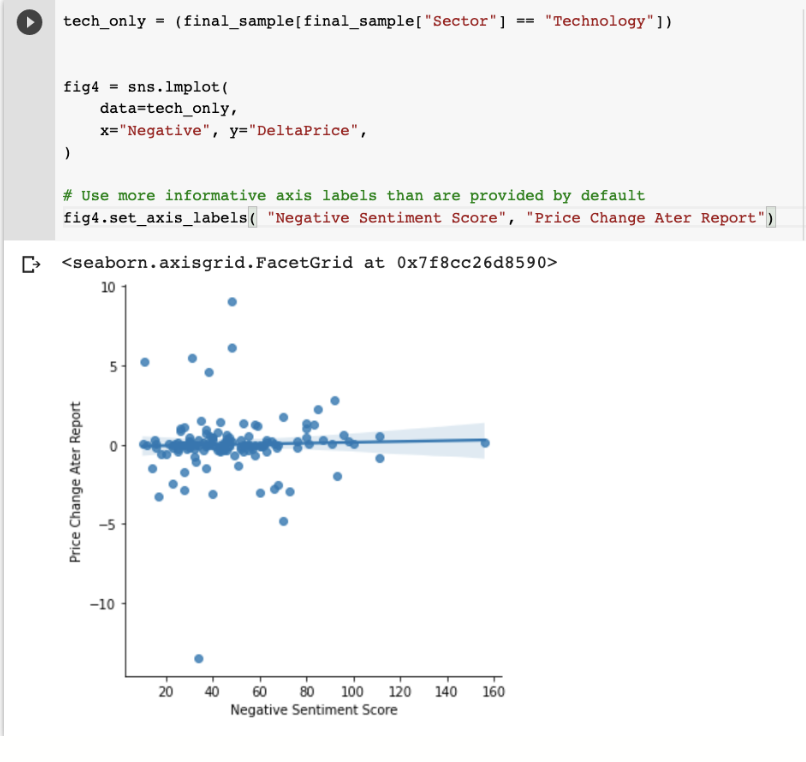 tech_only = (final_sample[final_sample["Sector"] == "Technology"])
fig4 = sns.lmplot(
data=tech_only,
x="Negative", y="DeltaPrice",
)
# Use more informative axis labels than are provided by default
fig4.set_axis_labels( "Negative Sentiment Score", "Price Change Ater Report")
<seaborn.axisgrid.FacetGrid at 0x7f8cc26d8590>
10
5
0
−5
−10
Price Change Ater Report
20 40 60 80 100 120 140 160
Negative Sentiment Score